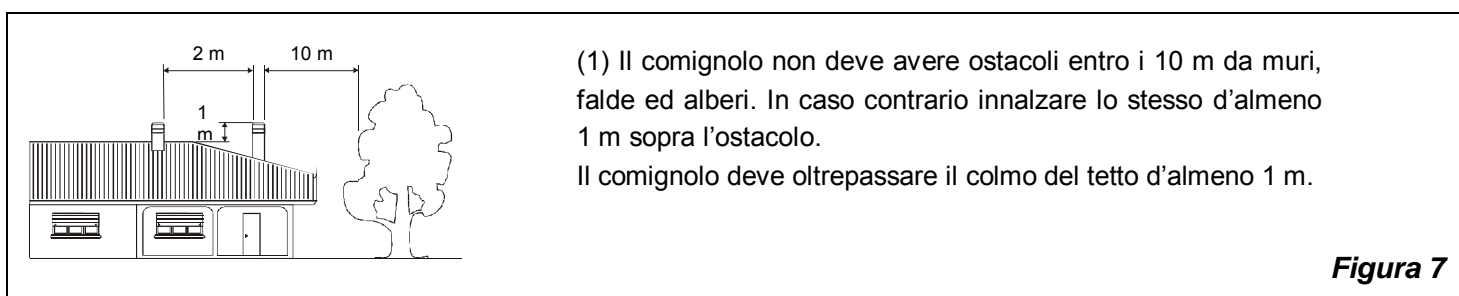 2 m 10 m
1
m
(1) Il comignolo non deve avere ostacoli entro i 10 m da muri,
falde ed alberi. In caso contrario innalzare lo stesso d’almeno
1 m sopra l’ostacolo.
Il comignolo deve oltrepassare il colmo del tetto d’almeno 1 m.
Figura 7